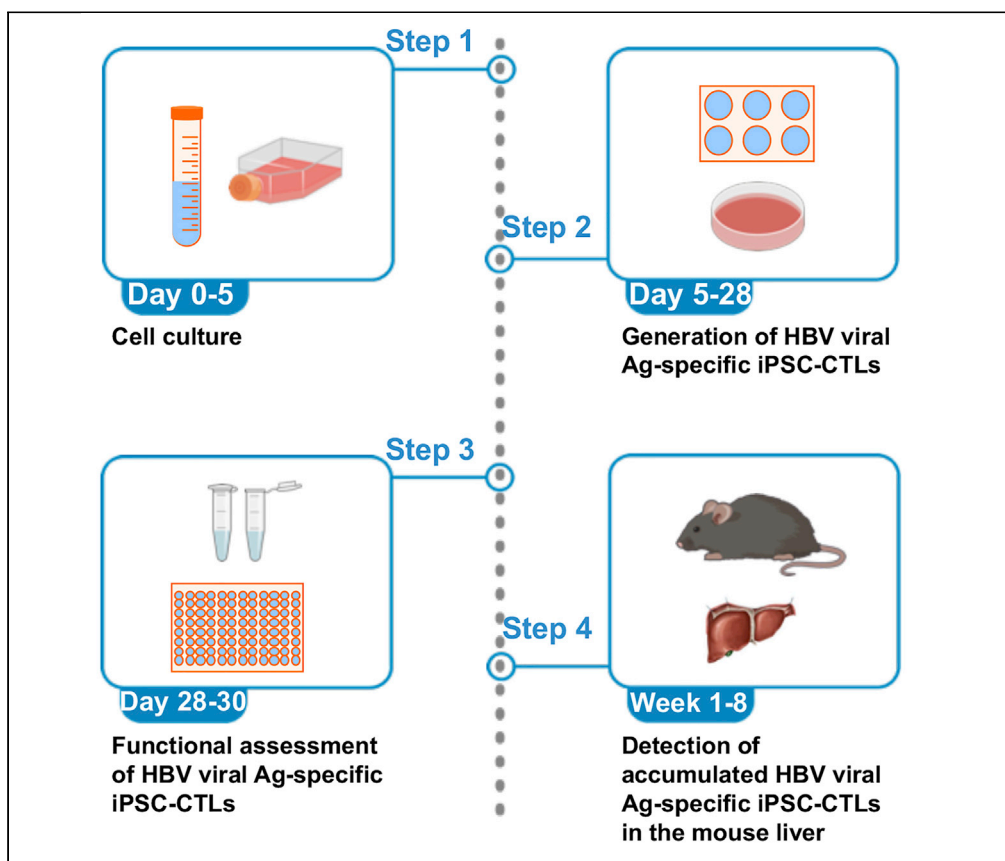 Step 1
Day 0-5
Cell culture
Step 2
Day 5-28
Generation of HBV viral
Ag-specific iPSC-CTLs
Step 3
Day 28-30
Functional assessment
of HBV viral Ag-specific
iPSC-CTLs
Step 4
Week 1-8
Detection of
accumulated HBV viral
Ag-specific iPSC-CTLs
in the mouse liver